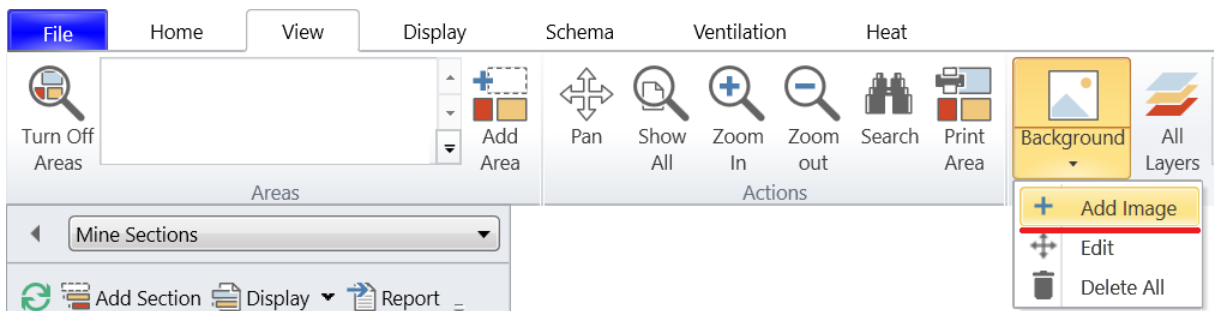 File Home View Display Schema Ventilation Heat
Turn Off
Areas
Add
Area
Pan
Show
All
Zoom
In
Zoom
out
Search
Print
Area
Background
All
Layers
Areas
Actions
Add Image
Edit
Delete All
Mine Sections
Add Section Display Report